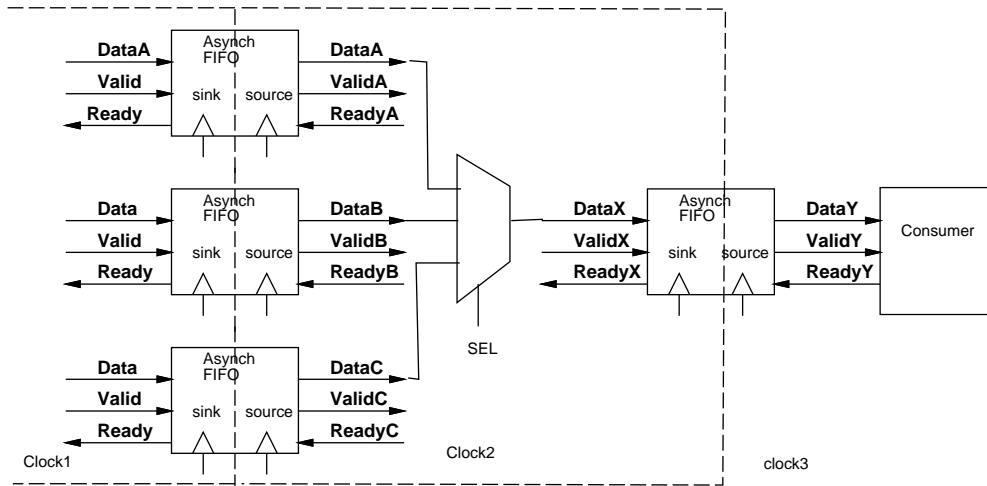 DataA
Valid
Ready
Asynch
FIFO
sink
source
DataA
ValidA
ReadyA
Data
Valid
Ready
Asynch
FIFO
sink
source
DataB
ValidB
ReadyB
Data
Valid
Ready
Asynch
FIFO
sink
source
DataC
ValidC
ReadyC
SEL
DataX
ValidX
ReadyX
Asynch
FIFO
sink
source
DataY
ValidY
ReadyY
Consumer
Clock1
Clock2
clock3